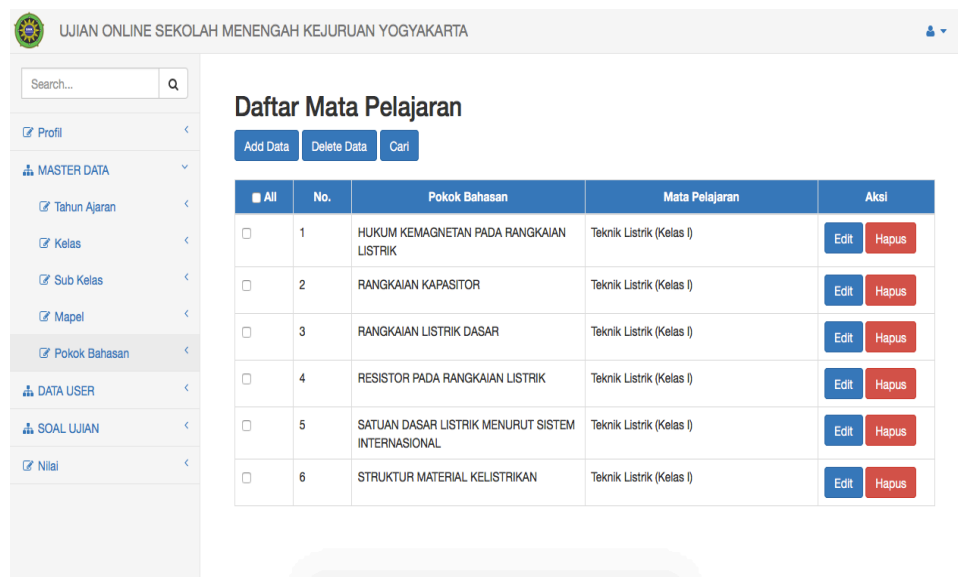 UJIAN ONLINE SEKOLAH MENENGAH KEJURUAN YOGYAKARTA
Search...
Profil
MASTER DATA
Tahun Ajaran
Kelas
Sub Kelas
Mapel
Pokok Bahasan
DATA USER
SOAL UJIAN
Nilai
Daftar Mata Pelajaran
Add Data Delete Data Cari
All No. Pokok Bahasan Mata Pelajaran Aksi
1 HUKUM KEMAGNETAN PADA RANGKAIAN LISTRIK Teknik Listrik (Kelas I) Edit Hapus
2 RANGKAIAN KAPASITOR Teknik Listrik (Kelas I) Edit Hapus
3 RANGKAIAN LISTRIK DASAR Teknik Listrik (Kelas I) Edit Hapus
4 RESISTOR PADA RANGKAIAN LISTRIK Teknik Listrik (Kelas I) Edit Hapus
5 SATUAN DASAR LISTRIK MENURUT SISTEM INTERNASIONAL Teknik Listrik (Kelas I) Edit Hapus
6 STRUKTUR MATERIAL KELISTRIKAN Teknik Listrik (Kelas I) Edit Hapus